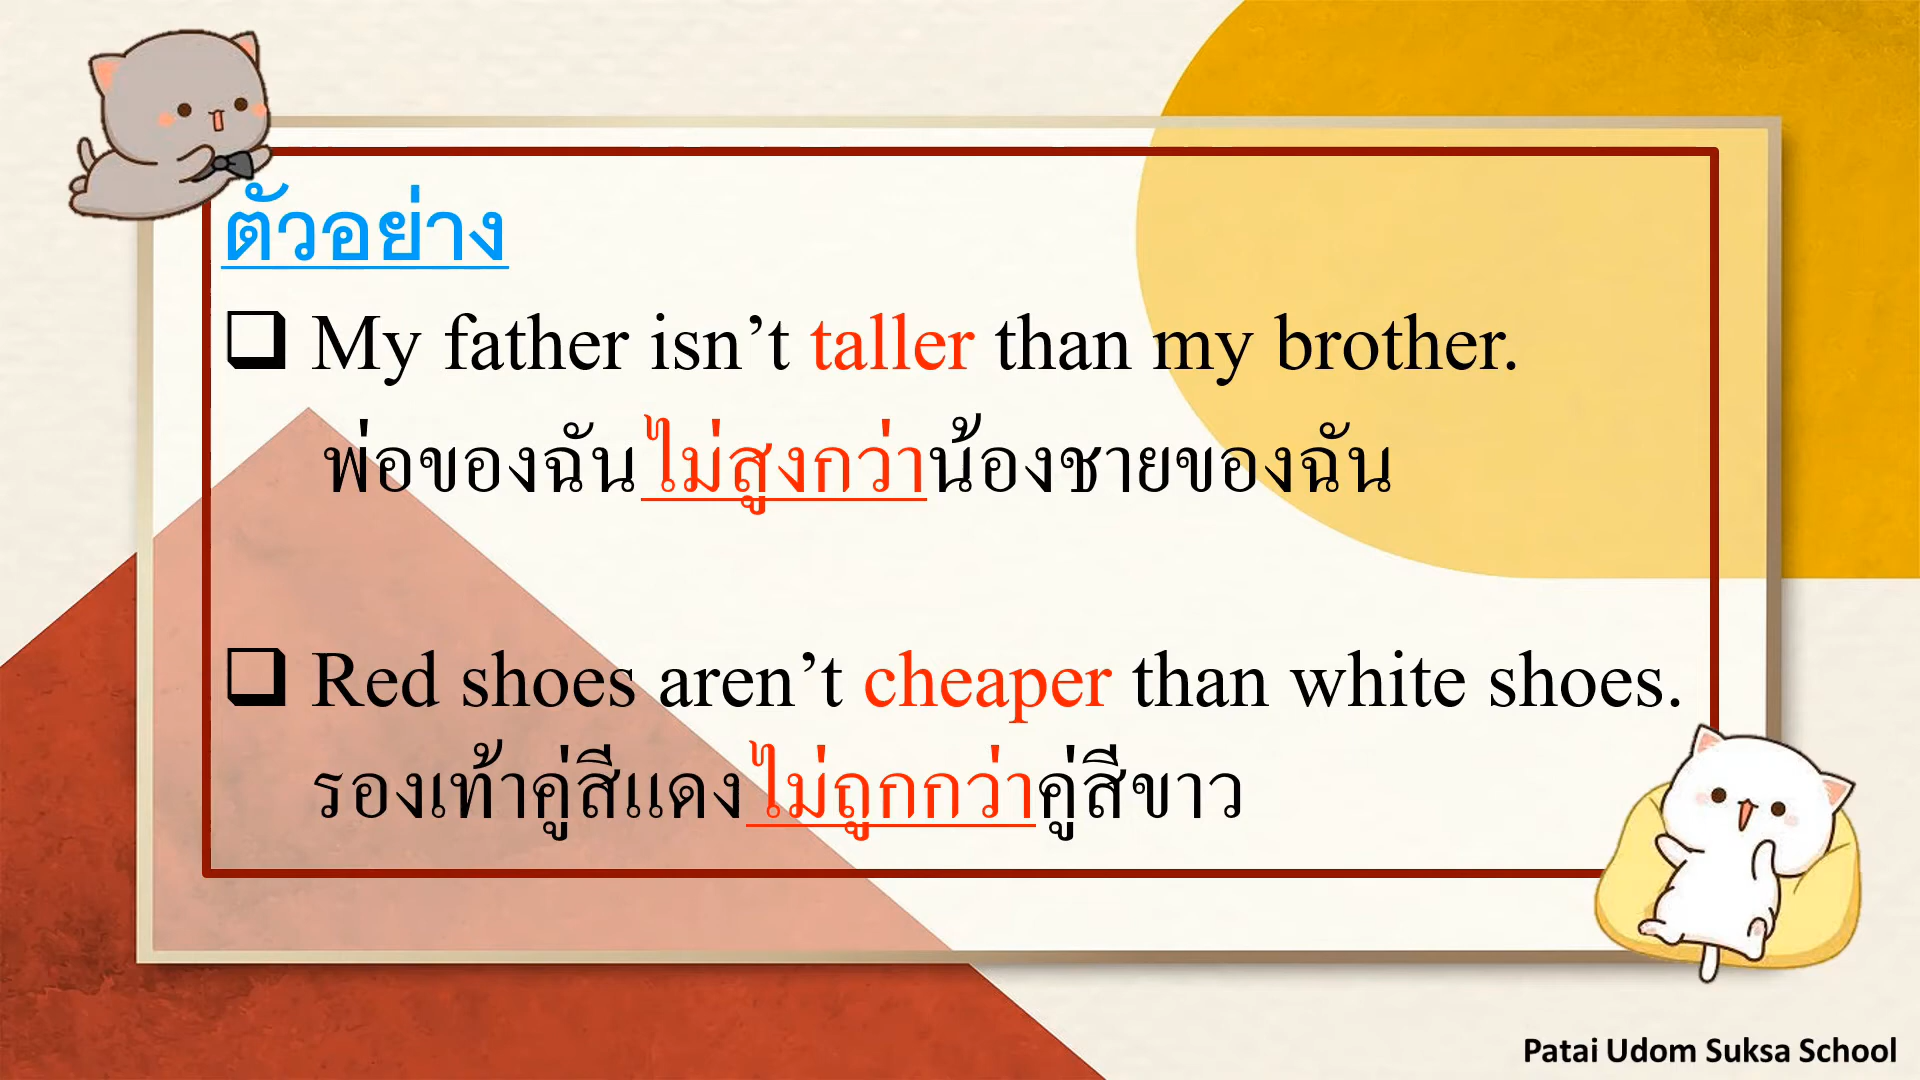 ตัวอย่าง
❑ My father isn’t taller than my brother.
พ่อของฉันไม่สูงกว่าน้องชายของฉัน
❑ Red shoes aren’t cheaper than white shoes.
รองเท้าคู่สีแดงไม่ถูกกว่าคู่สีขาว
Patai Udom Suksa School